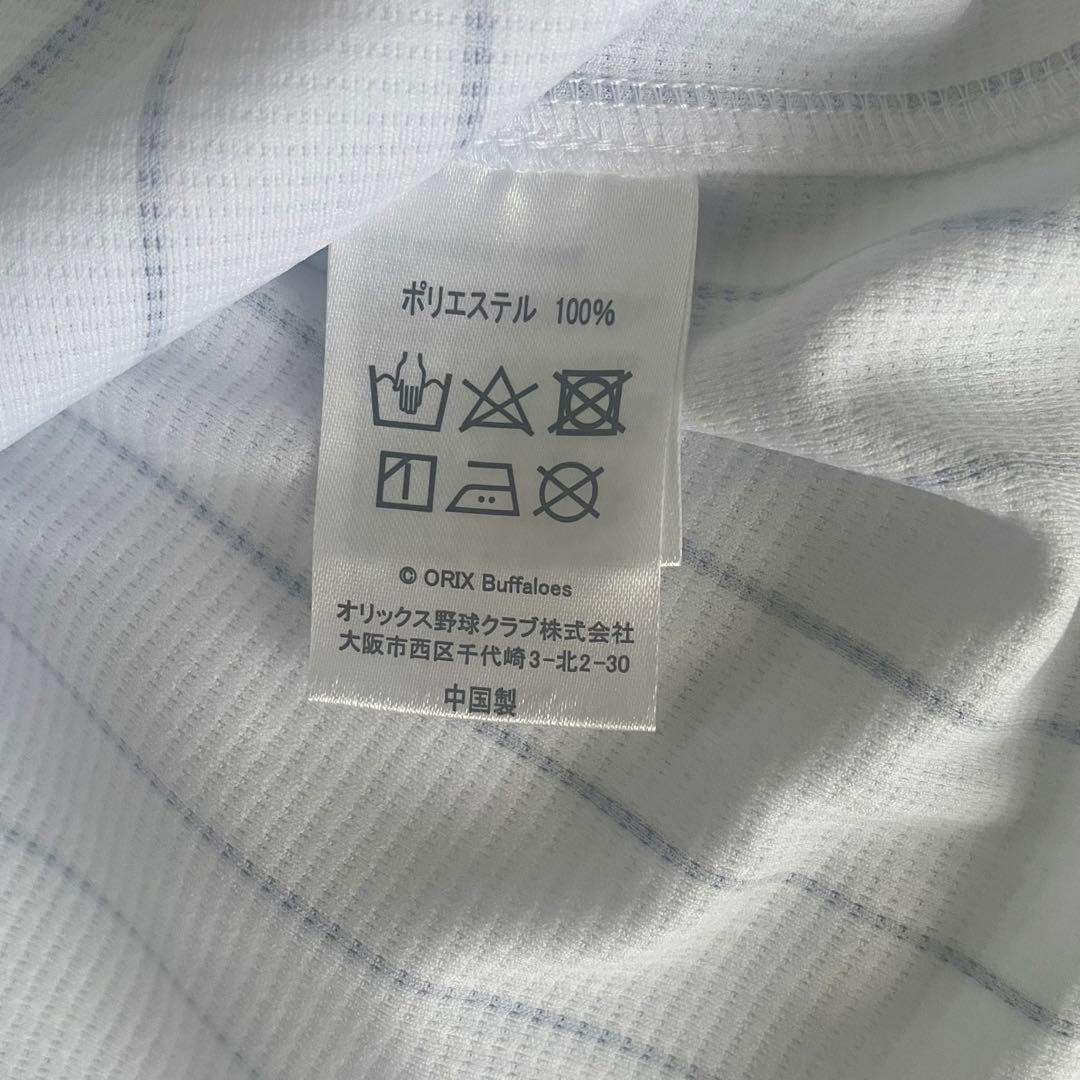 ポリエステル 100%
© ORIX Buffaloes
オリックス野球クラブ株式会社
大阪市西区千代崎3-北2-30
中国製